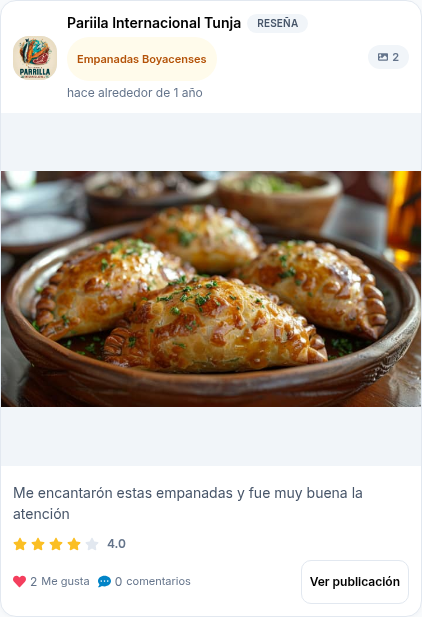 Pariila Internacional Tunja RESEÑA
Empanadas Boyacenses
2
hace alrededor de 1 año
PARRILLA
Me encantarón estas empanadas y fue muy buena la
atención
4.0
2 Me gusta 0 comentarios
Ver publicación